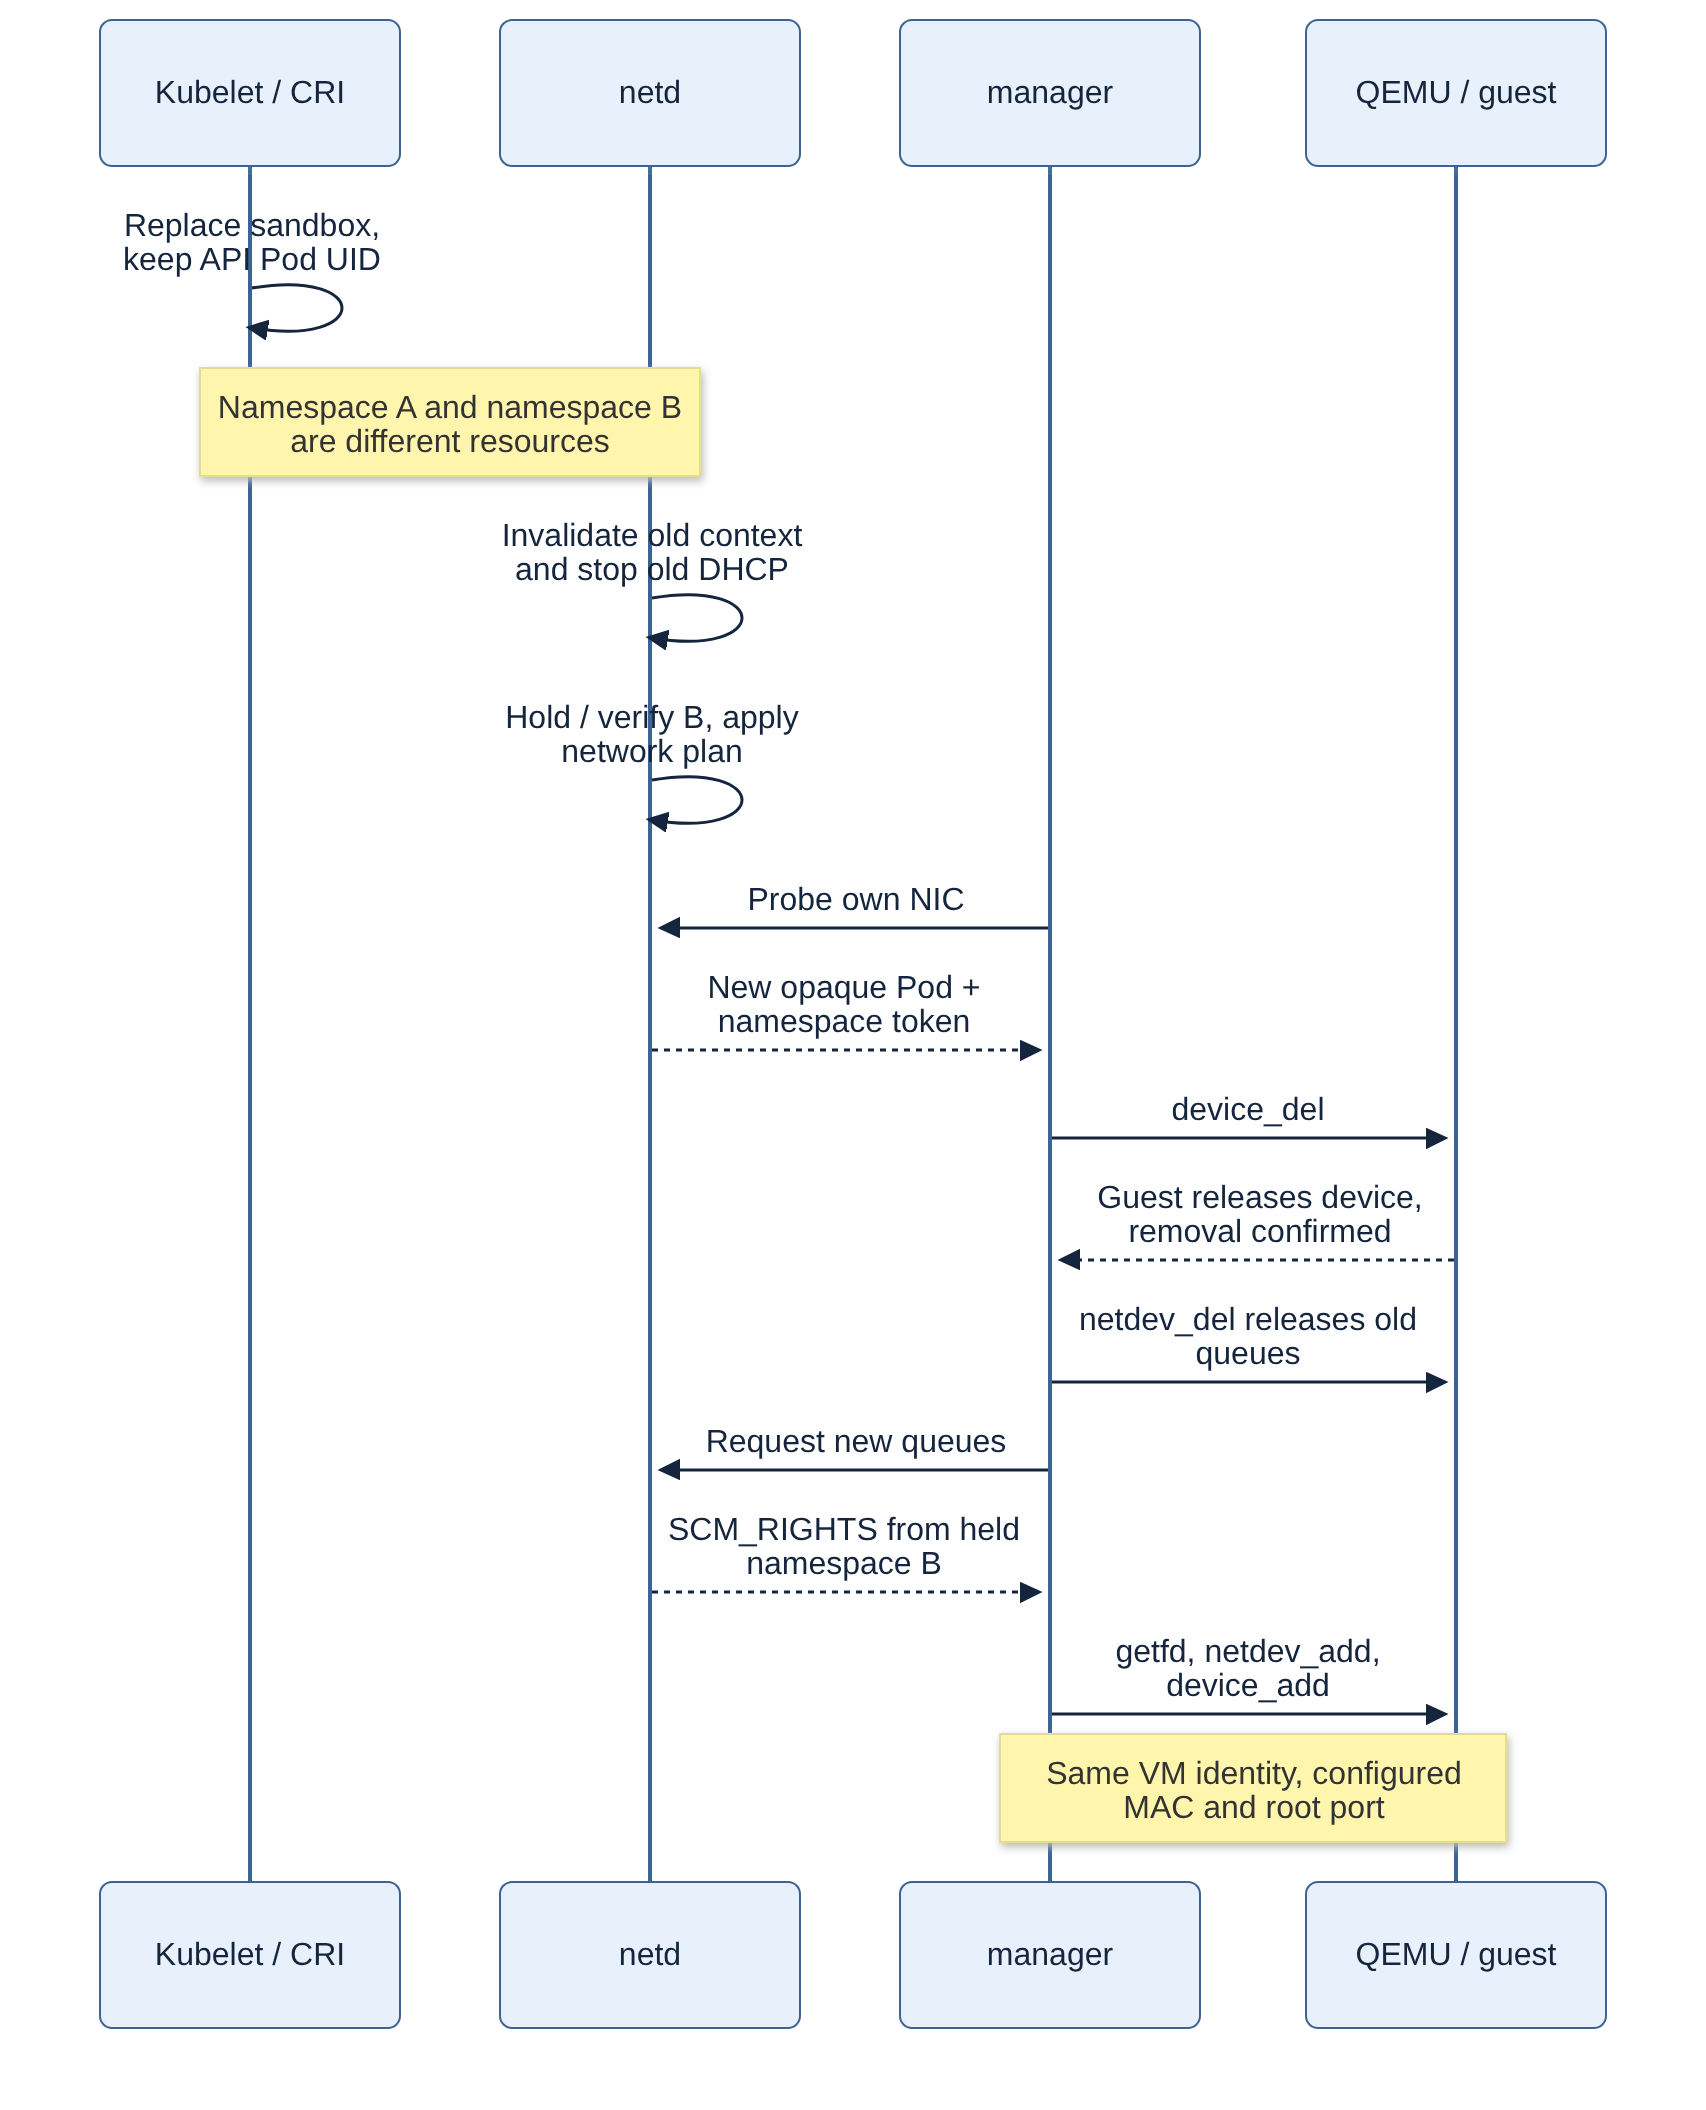 Kubelet / CRI
netd
manager
QEMU / guest
Replace sandbox,
keep API Pod UID
Namespace A and namespace B
are different resources
Invalidate old context
and stop old DHCP
Hold / verify B, apply
network plan
Probe own NIC
New opaque Pod +
namespace token
device_del
Guest releases device,
removal confirmed
netdev_del releases old
queues
Request new queues
SCM_RIGHTS from held
namespace B
getfd, netdev_add,
device_add
Same VM identity, configured
MAC and root port
Kubelet / CRI
netd
manager
QEMU / guest